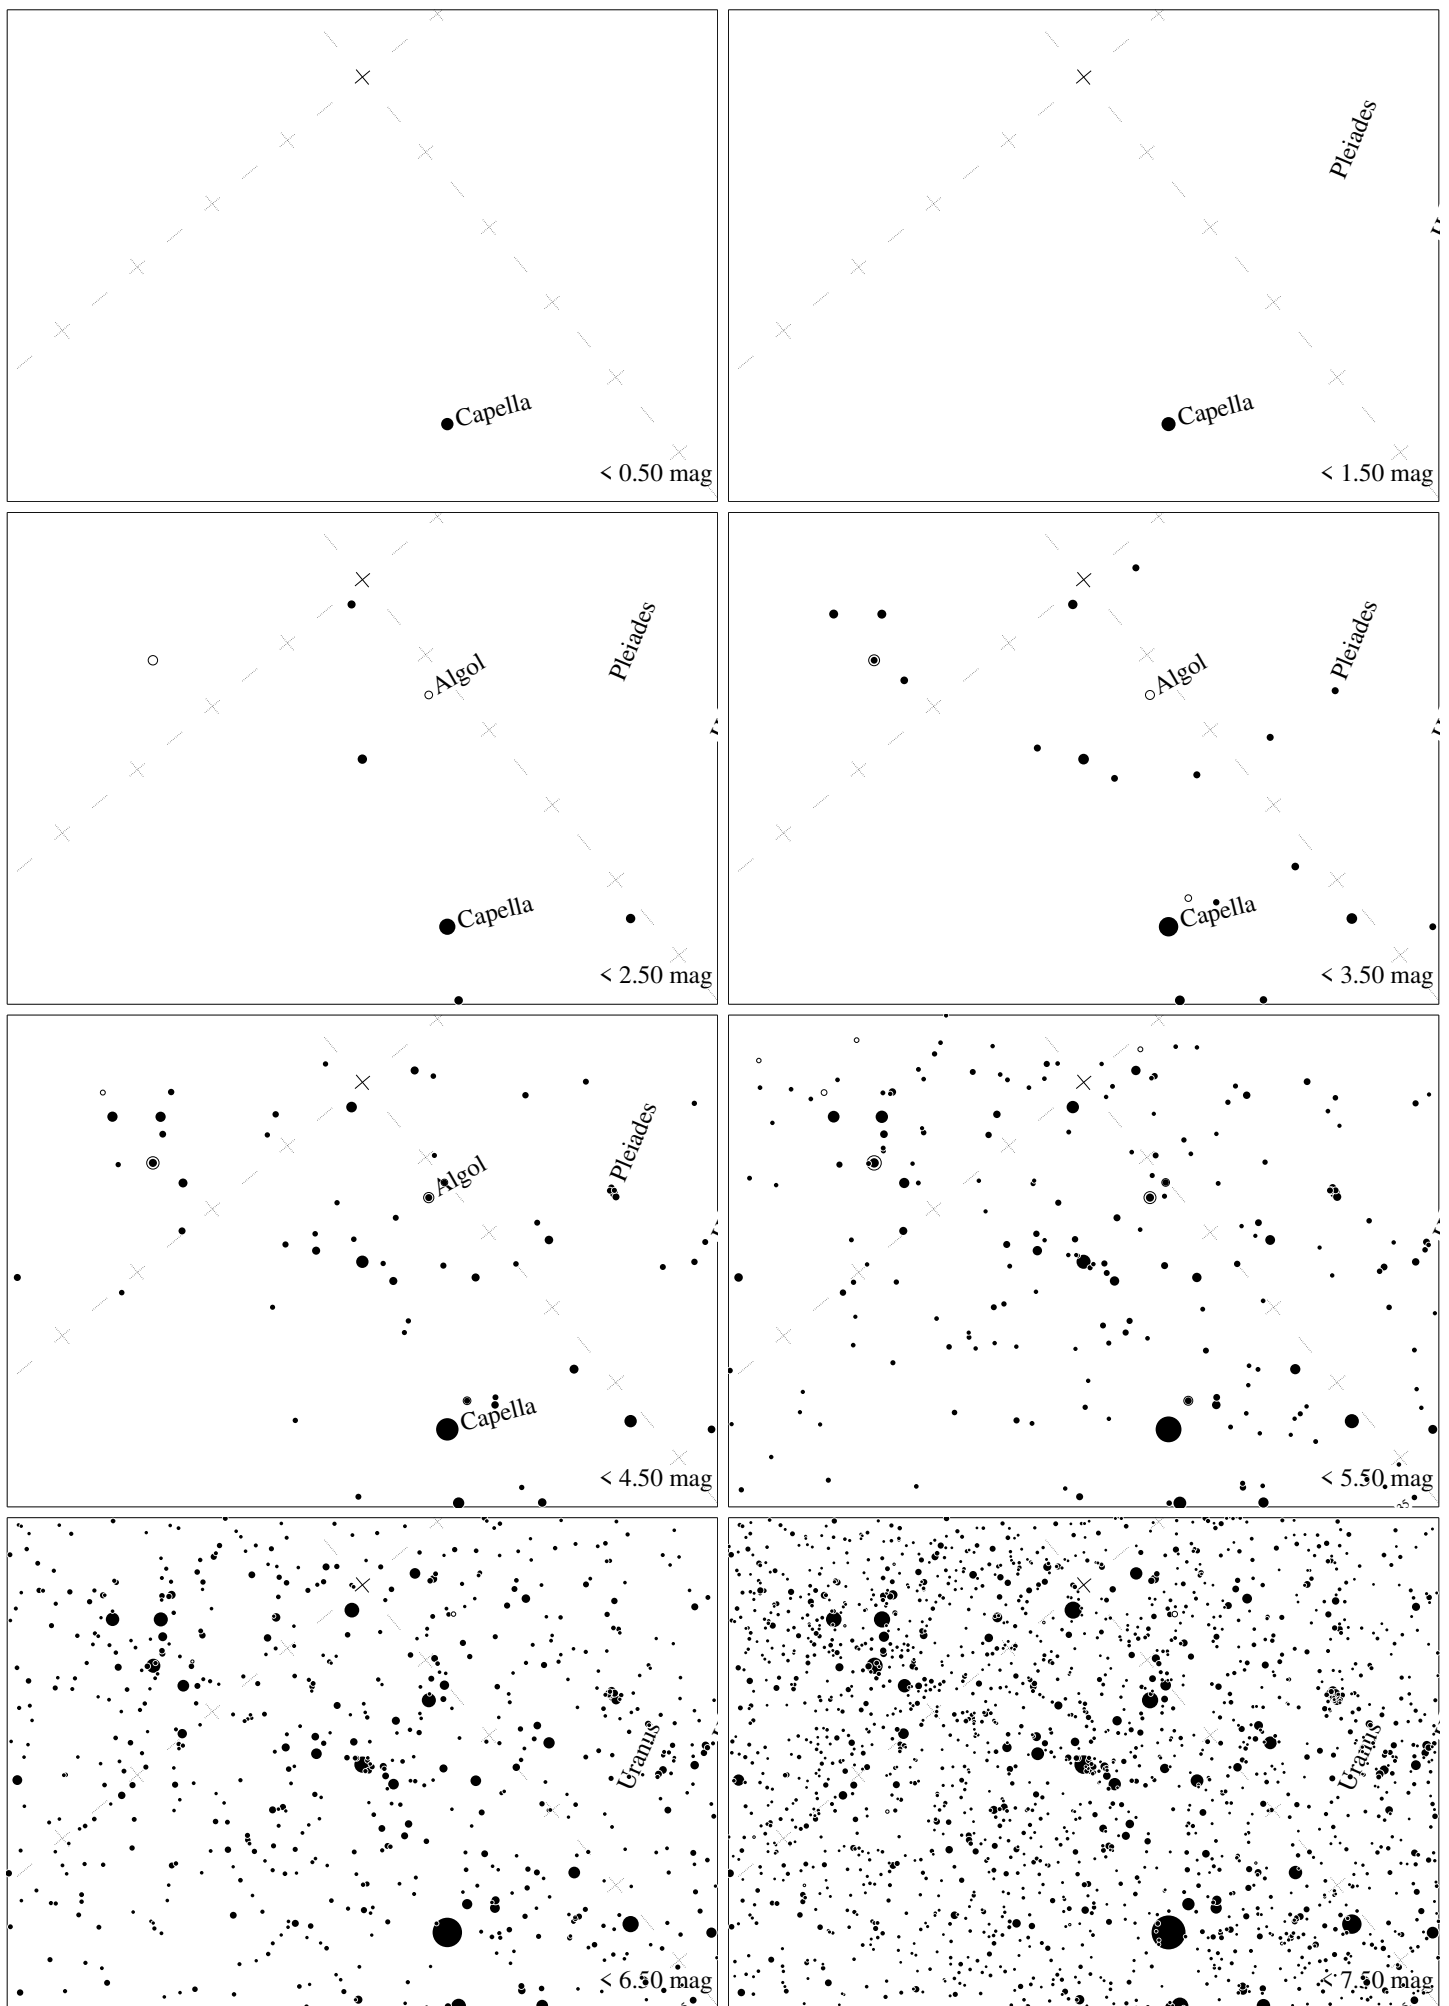 Capella
< 0.50 mag
Pleiades
Capella
< 1.50 mag
Pleiades
Algol
Capella
< 2.50 mag
Pleiades
Algol
Capella
< 3.50 mag
Pleiades
Algol
Capella
< 4.50 mag
< 5.50 mag
Uranus
< 6.50 mag
Uranus
< 7.50 mag